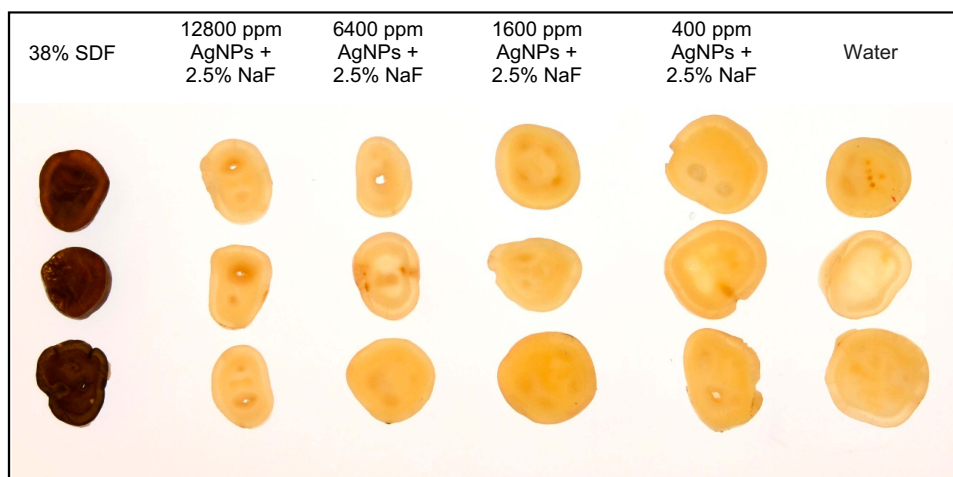 38% SDF
12800 ppm
AgNPs +
2.5% NaF
6400 ppm
AgNPs +
2.5% NaF
1600 ppm
AgNPs +
2.5% NaF
400 ppm
AgNPs +
2.5% NaF
Water